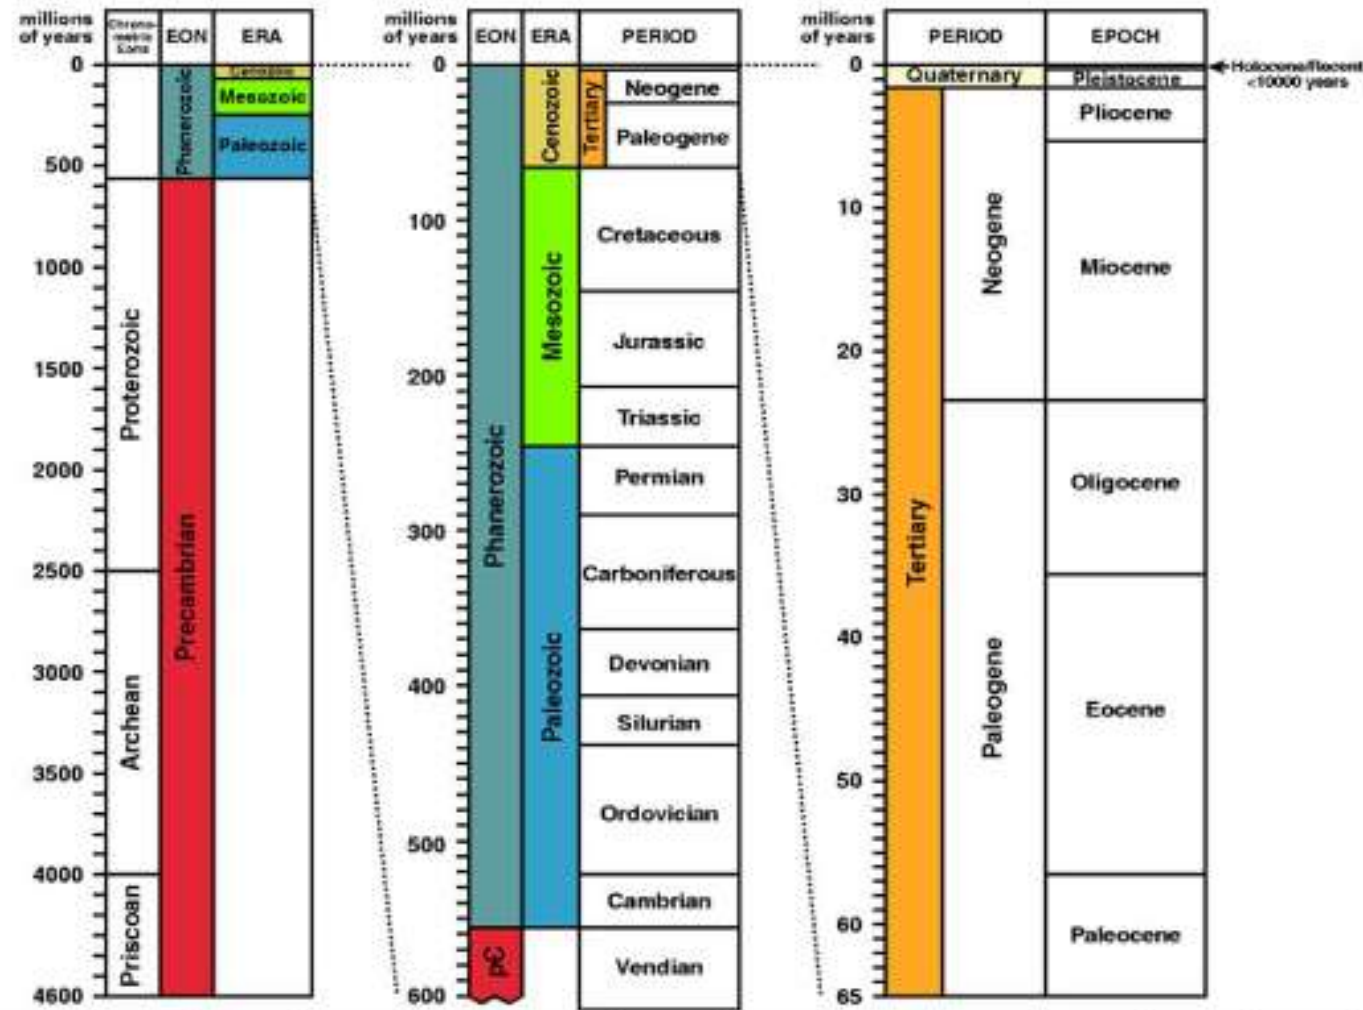 millions of years
Chrono-metric Eons
EON
ERA
0
500
1000
1500
2000
2500
3000
3500
4000
4600
Proterozoic
Archean
Priscoan
Phanerozoic
Precambrian
Cenozoic
Mesozoic
Paleozoic
millions of years
EON
ERA
PERIOD
0
100
200
300
400
500
600
Phanerozoic
p€
Cenozoic
Mesozoic
Paleozoic
Tertiary
Neogene
Paleogene
Cretaceous
Jurassic
Triassic
Permian
Carboniferous
Devonian
Silurian
Ordovician
Cambrian
Vendian
millions of years
PERIOD
EPOCH
0
10
20
30
40
50
60
65
Quaternary
Tertiary
Neogene
Paleogene
Holocene/Recent
<10000 years
Pleistocene
Pliocene
Miocene
Oligocene
Eocene
Paleocene